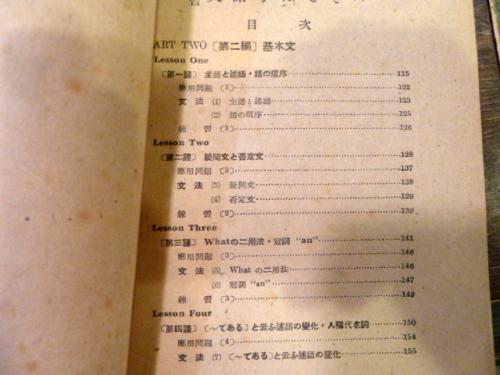 目 次
ART TWO 〔第二編〕 基本文
Lesson One
〔第一課〕 主語と述語・語の順序 115
應用問題〔1〕 122
文 法 (1) 主語と述語 123
(2) 語の順序 125
練 習〔1〕 126
Lesson Two
〔第二課〕 疑問文と否定文 128
應用問題〔2〕 137
文 法 (3) 疑問文 138
(4) 否定文 139
練 習〔2〕 139
Lesson Three
〔第三課〕 Whatの二用法・冠詞 "an" 141
應用問題〔3〕 146
文 法 (5) What の二用法 146
(6) 冠詞 "an" 147
練 習〔3〕 149
Lesson Four
〔第四課〕 〔~である〕と云ふ述語の變化・人稱代名詞 150
應用問題〔4〕 154
文 法 (7) 〔~である〕と云ふ述語の變化 155